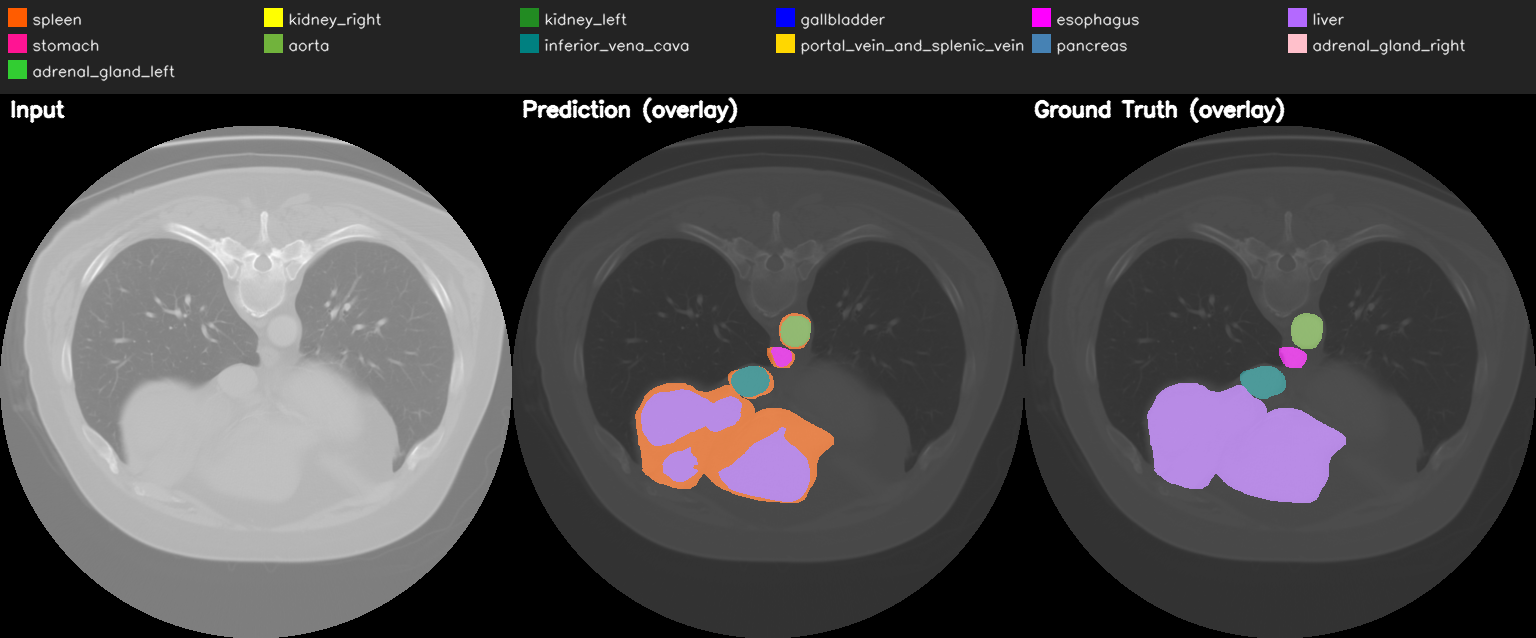 spleen kidney_right kidney_left gallbladder esophagus liver
stomach aorta inferior_vena_cava portal_vein_and_splenic_vein pancreas adrenal_gland_right
adrenal_gland_left
Input Prediction (overlay) Ground Truth (overlay)